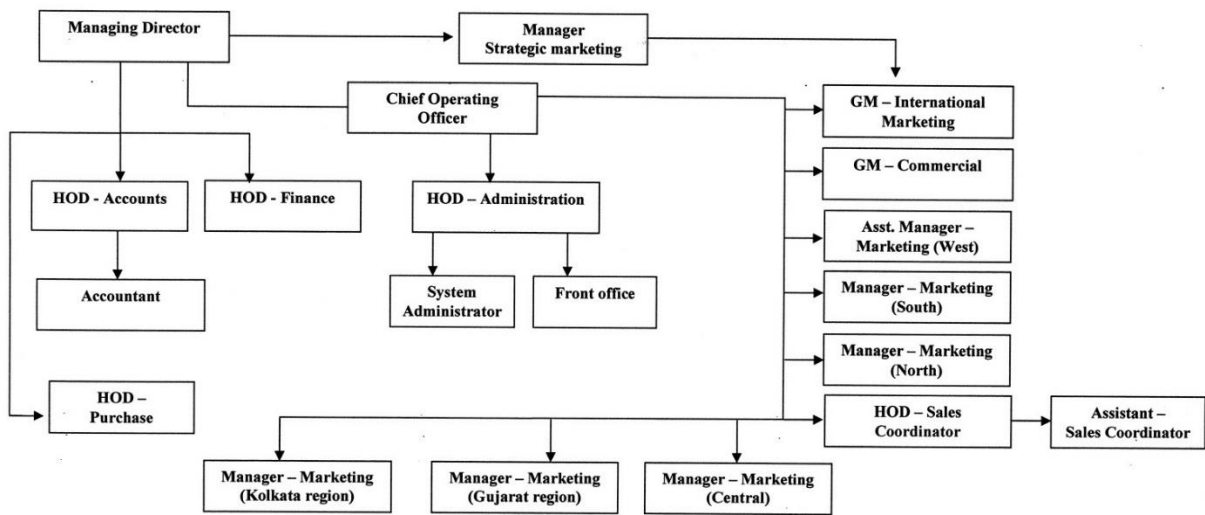 Managing Director
Manager
Strategic marketing
Chief Operating
Officer
GM – International
Marketing
GM – Commercial
HOD - Accounts
HOD - Finance
HOD – Administration
Asst. Manager –
Marketing (West)
Accountant
System
Administrator
Front office
Manager – Marketing
(South)
Manager – Marketing
(North)
HOD –
Purchase
HOD – Sales
Coordinator
Assistant –
Sales Coordinator
Manager – Marketing
(Kolkata region)
Manager – Marketing
(Gujarat region)
Manager – Marketing
(Central)